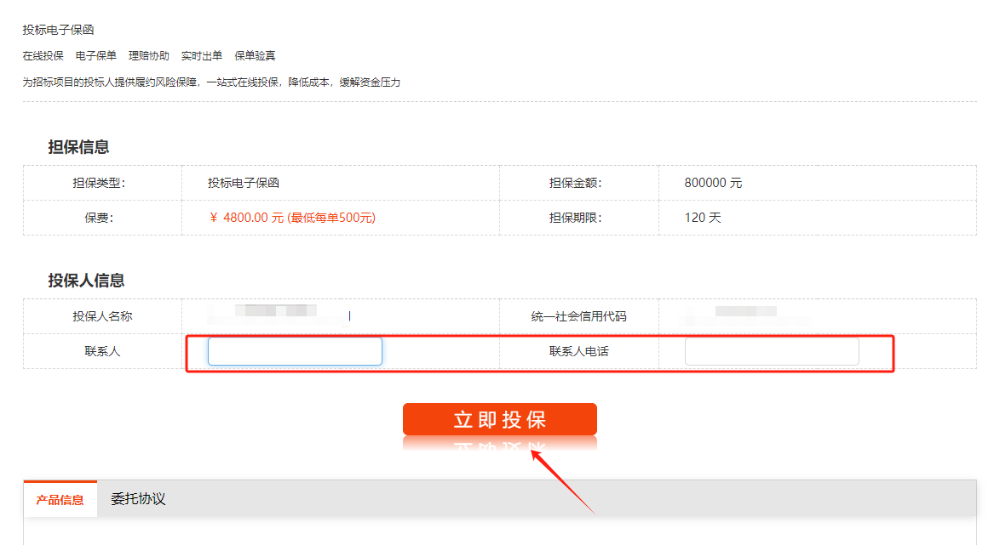 投标电子保函
在线投保 电子保单 理赔协助 实时出单 保单验真
为招标项目的投标人提供履约风险保障，一站式在线投保，降低成本，缓解资金压力
担保信息
担保类型： 投标电子保函 担保金额： 800000 元
保费： ￥ 4800.00 元 (最低每单500元) 担保期限： 120 天
投保人信息
投保人名称 统一社会信用代码
联系人 联系人电话
立即投保
产品信息 委托协议